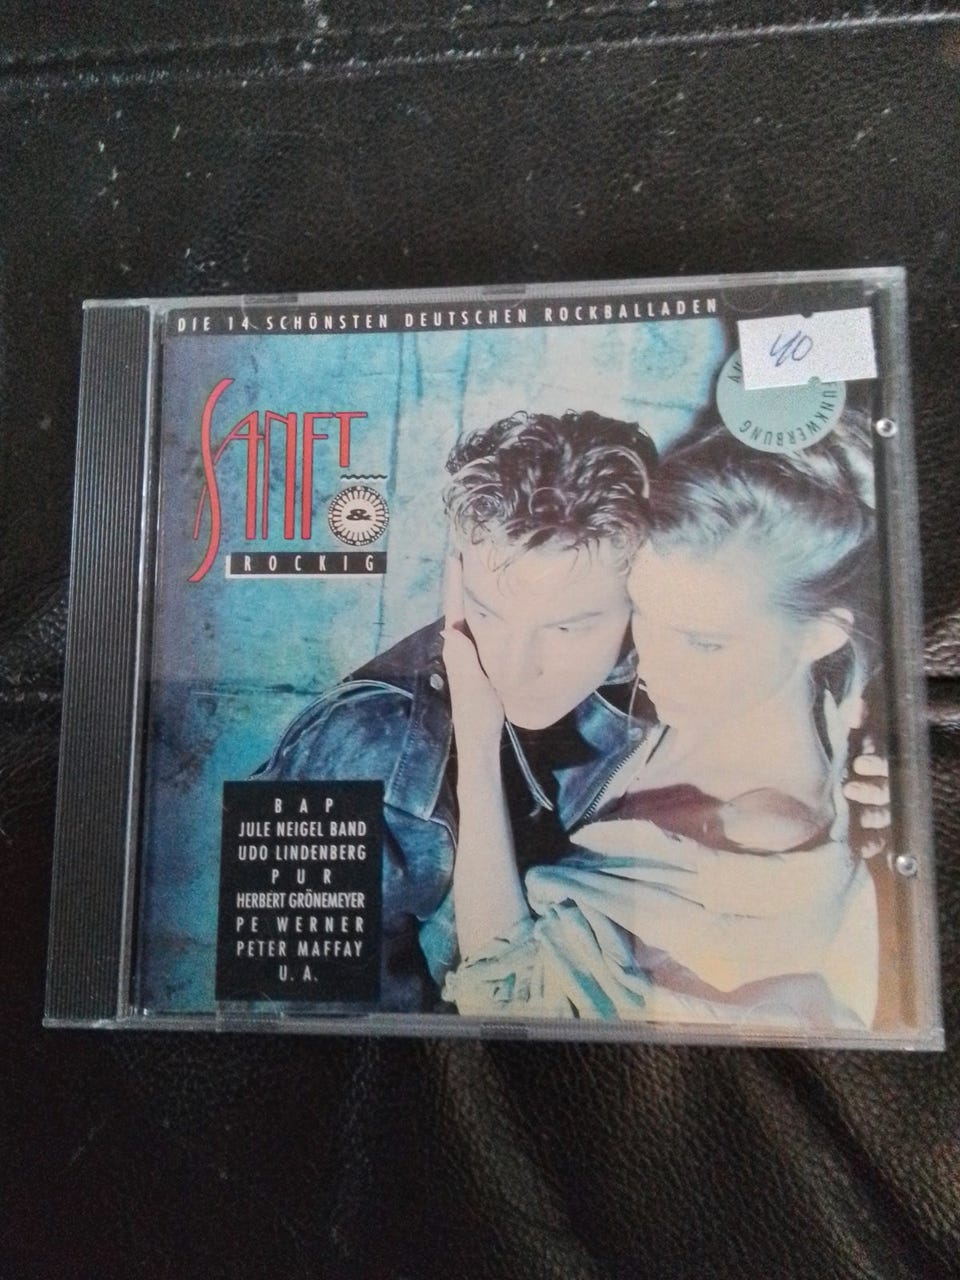 DIE 14 SCHÖNSTEN DEUTSCHEN ROCKBALLADEN
40
FUNKWERBUNG
SANFT
&
ROCKIG
BAP
JULE NEIGEL BAND
UDO LINDENBERG
PUR
HERBERT GRÖNEMEYER
PE WERNER
PETER MAFFAY
U. A.